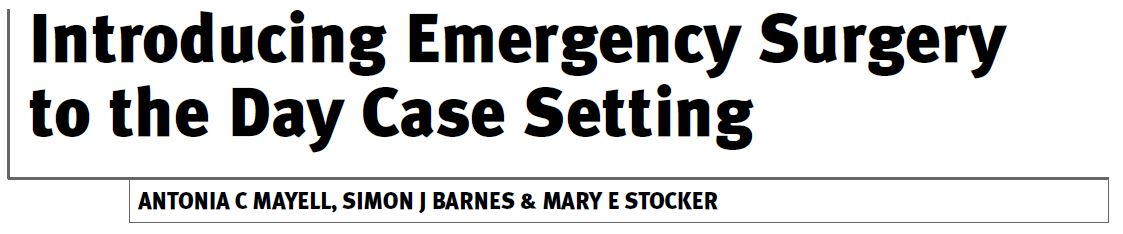 Introducing Emergency Surgery
to the Day Case Setting
ANTONIA C MAYELL, SIMON J BARNES & MARY E STOCKER